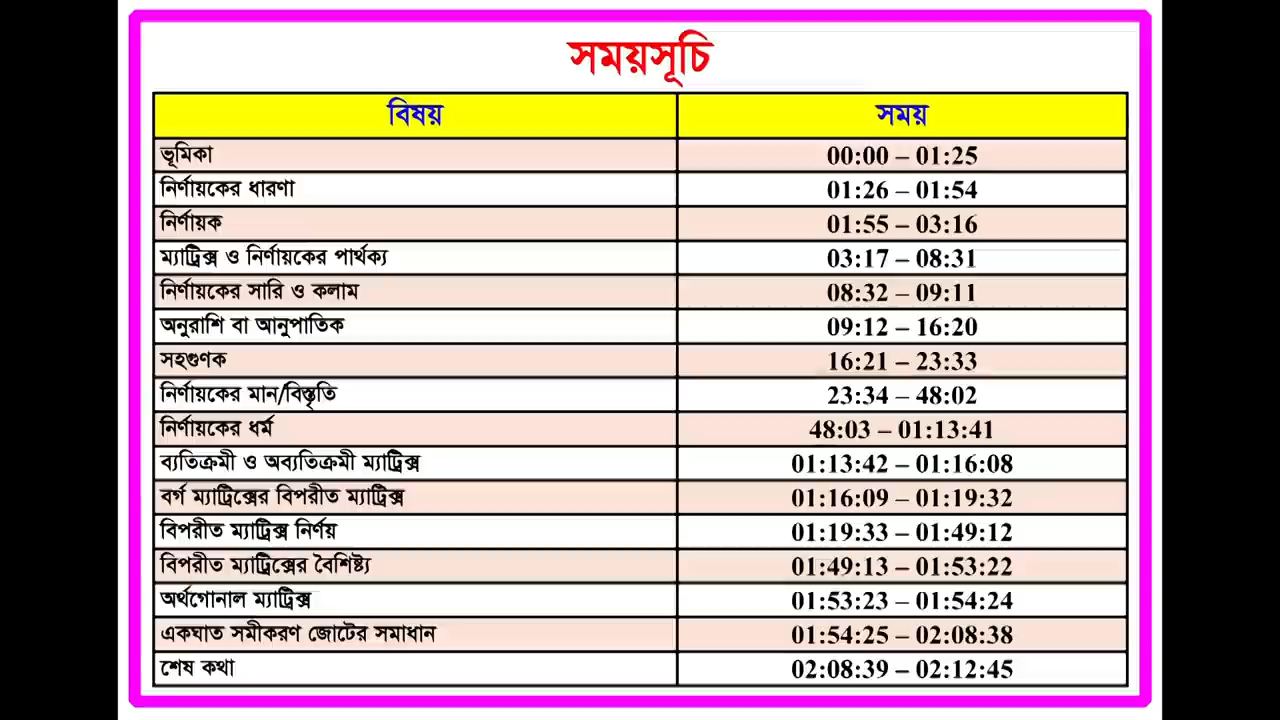 সময়সূচি
বিষয় সময়
ভূমিকা 00:00 – 01:25
নির্ণায়কের ধারণা 01:26 – 01:54
নির্ণায়ক 01:55 – 03:16
ম্যাট্রিক্স ও নির্ণায়কের পার্থক্য 03:17 – 08:31
নির্ণায়কের সারি ও কলাম 08:32 – 09:11
অনুরাশি বা আনুপাতিক 09:12 – 16:20
সহগুণক 16:21 – 23:33
নির্ণায়কের মান/বিস্তৃতি 23:34 – 48:02
নির্ণায়কের ধর্ম 48:03 – 01:13:41
ব্যতিক্রমী ও অব্যতিক্রমী ম্যাট্রিক্স 01:13:42 – 01:16:08
বর্গ ম্যাট্রিক্সের বিপরীত ম্যাট্রিক্স 01:16:09 – 01:19:32
বিপরীত ম্যাট্রিক্স নির্ণয় 01:19:33 – 01:49:12
বিপরীত ম্যাট্রিক্সের বৈশিষ্ট্য 01:49:13 – 01:53:22
অর্থগোনাল ম্যাট্রিক্স 01:53:23 – 01:54:24
একঘাত সমীকরণ জোটের সমাধান 01:54:25 – 02:08:38
শেষ কথা 02:08:39 – 02:12:45